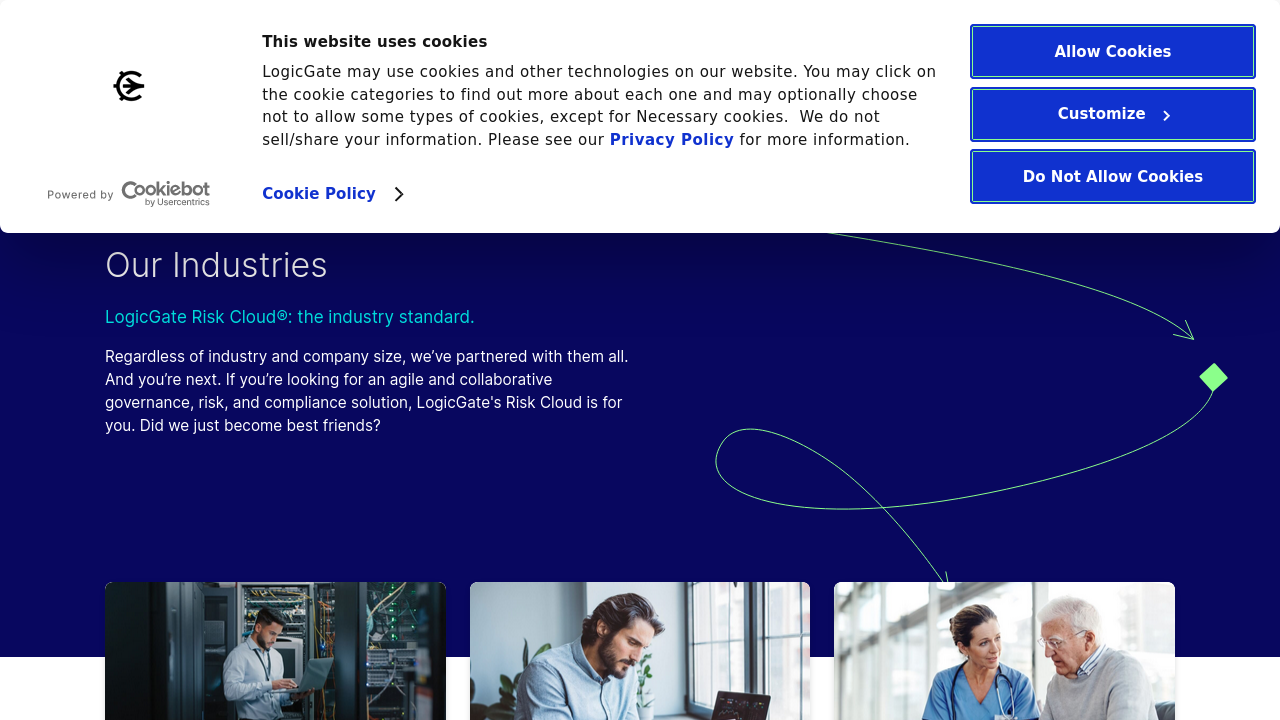 This website uses cookies
LogicGate may use cookies and other technologies on our website. You may click on
the cookie categories to find out more about each one and may optionally choose
not to allow some types of cookies, except for Necessary cookies.  We do not
sell/share your information. Please see our Privacy Policy for more information.
Powered by Cookiebot
by Usercentrics
Cookie Policy
Allow Cookies
Customize
Do Not Allow Cookies
Our Industries
LogicGate Risk Cloud®: the industry standard.
Regardless of industry and company size, we’ve partnered with them all.
And you’re next. If you’re looking for an agile and collaborative
governance, risk, and compliance solution, LogicGate's Risk Cloud is for
you. Did we just become best friends?